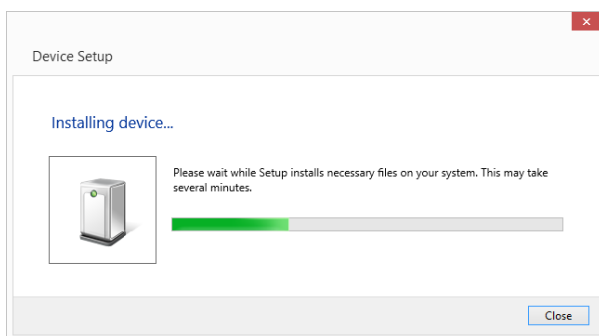 Device Setup
Installing device...
Please wait while Setup installs necessary files on your system. This may take
several minutes.
Close